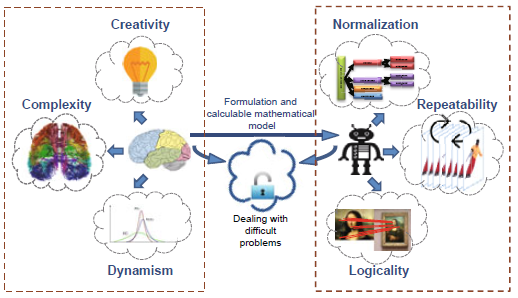 Creativity
Normalization
Complexity
Formulation and
calculable mathematical
model
Repeatability
Dealing with
difficult
problems
Dynamism
Logicality